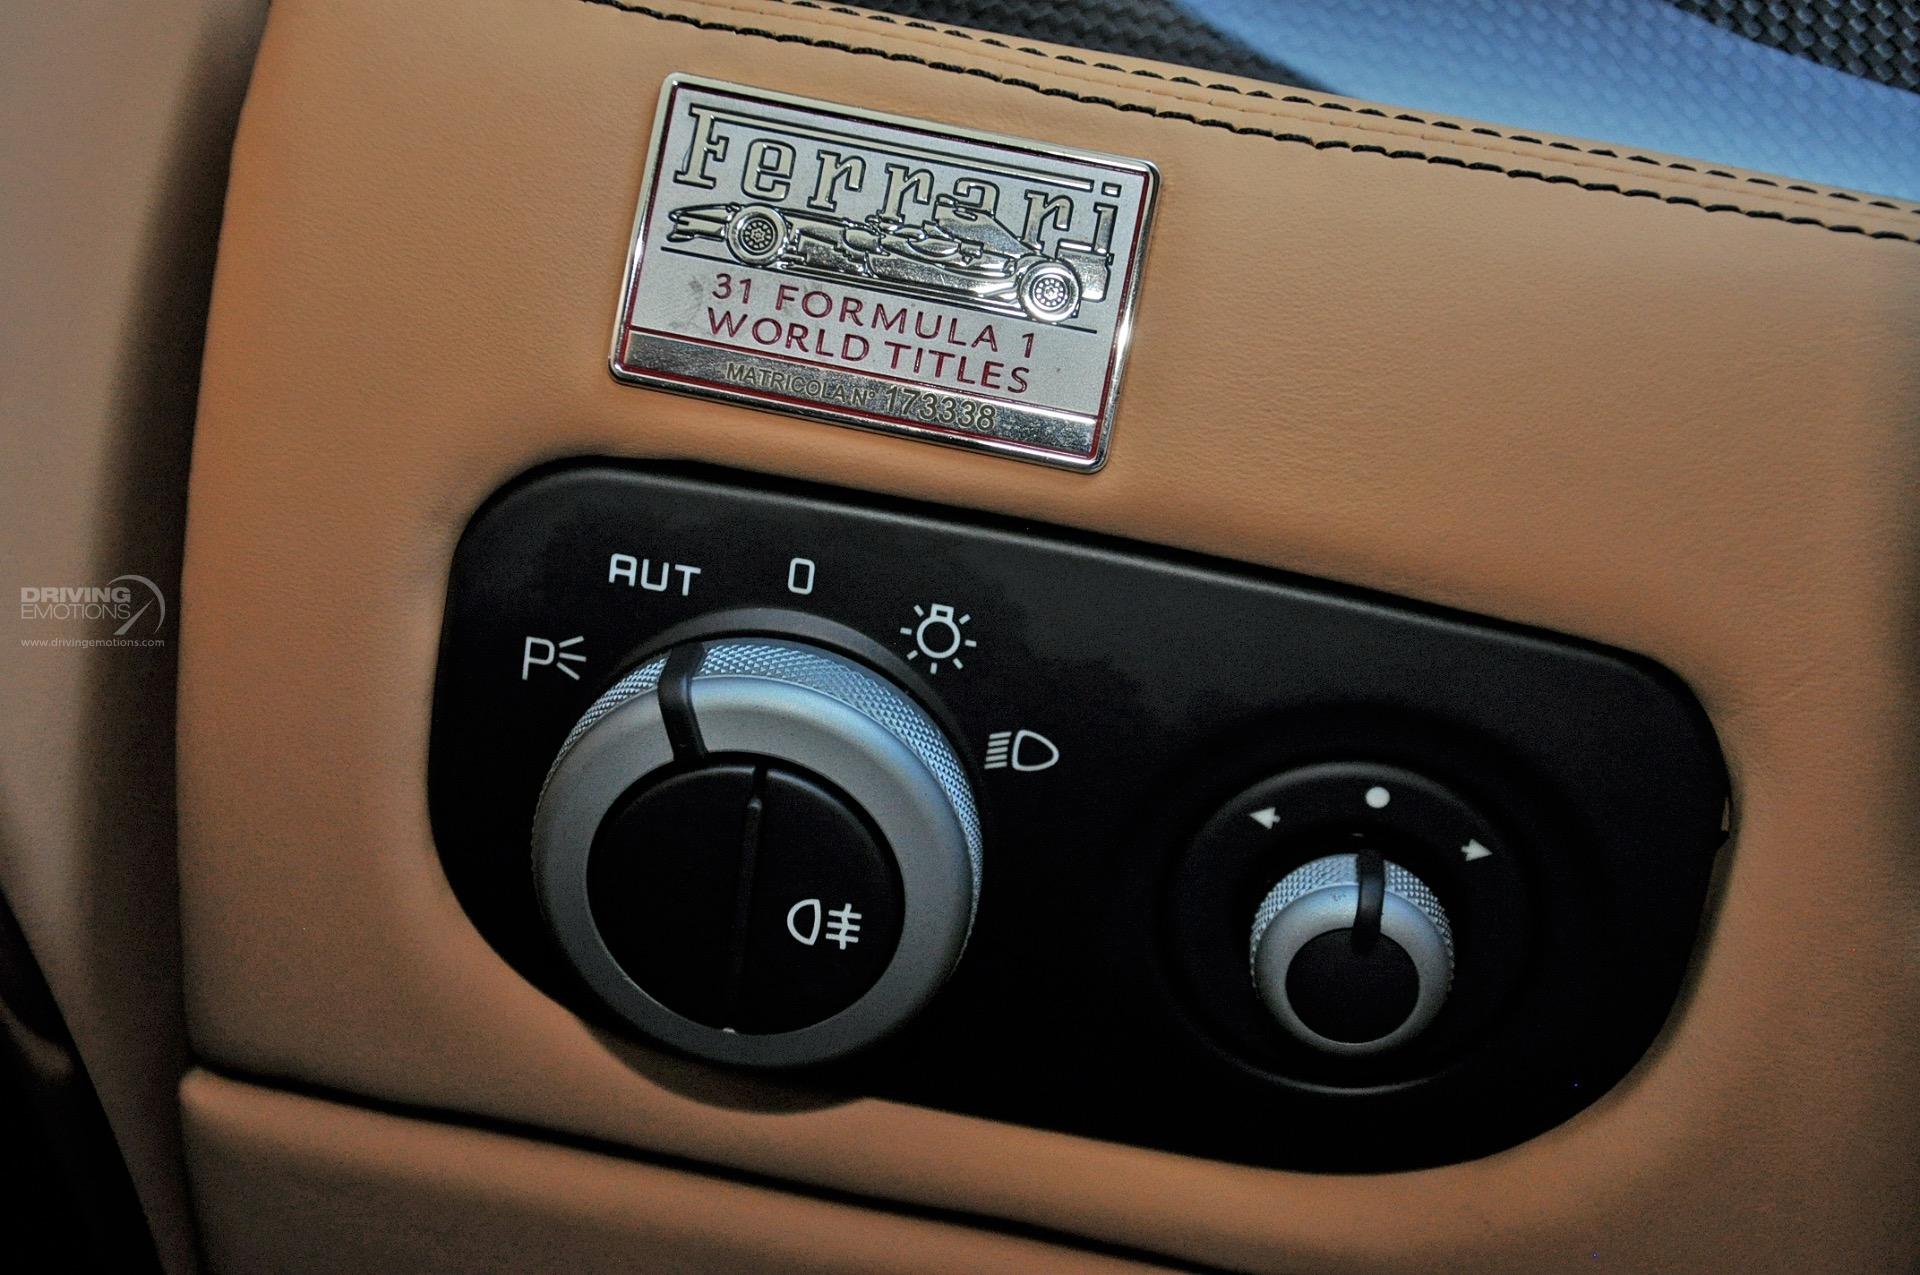 Ferrari
31 FORMULA 1
WORLD TITLES
MATRICOLA N° 173338
AUT 0
P
DRIVING
EMOTIONS
www.drivingemotions.com